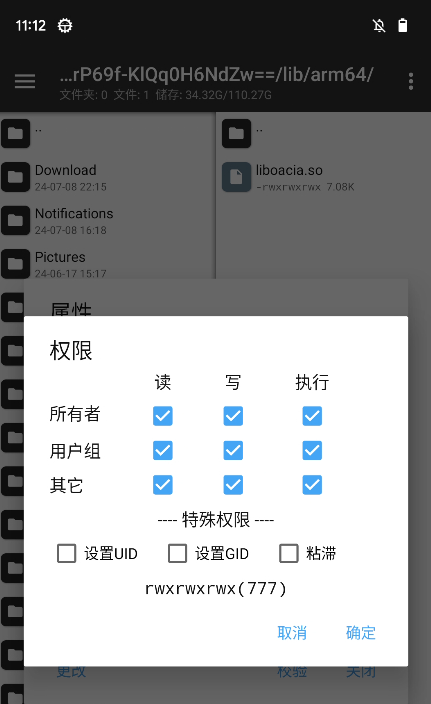 11:12
...rP69f-KlQq0H6NdZw==/lib/arm64/
文件夹: 0 文件: 1 储存: 34.32G/110.27G
..
Download
24-07-08 22:15
Notifications
24-07-08 16:18
Pictures
24-06-17 15:17
..
liboacia.so
-rwxrwxrwx 7.08K
属性
权限
读 写 执行
所有者
用户组
其它
---- 特殊权限 ----
设置UID 设置GID 粘滞
rwxrwxrwx(777)
取消 确定
更改 校验 关闭